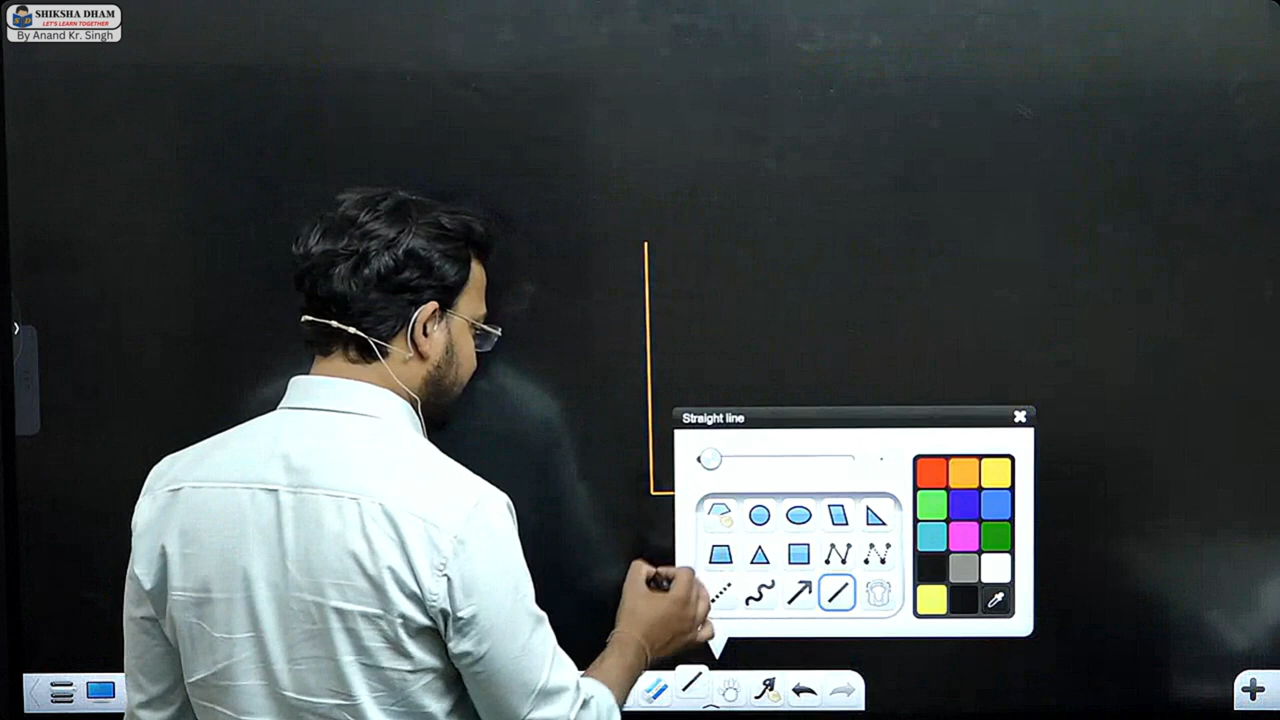 SHIKSHA DHAM
LET'S LEARN TOGETHER
By Anand Kr. Singh
Straight line